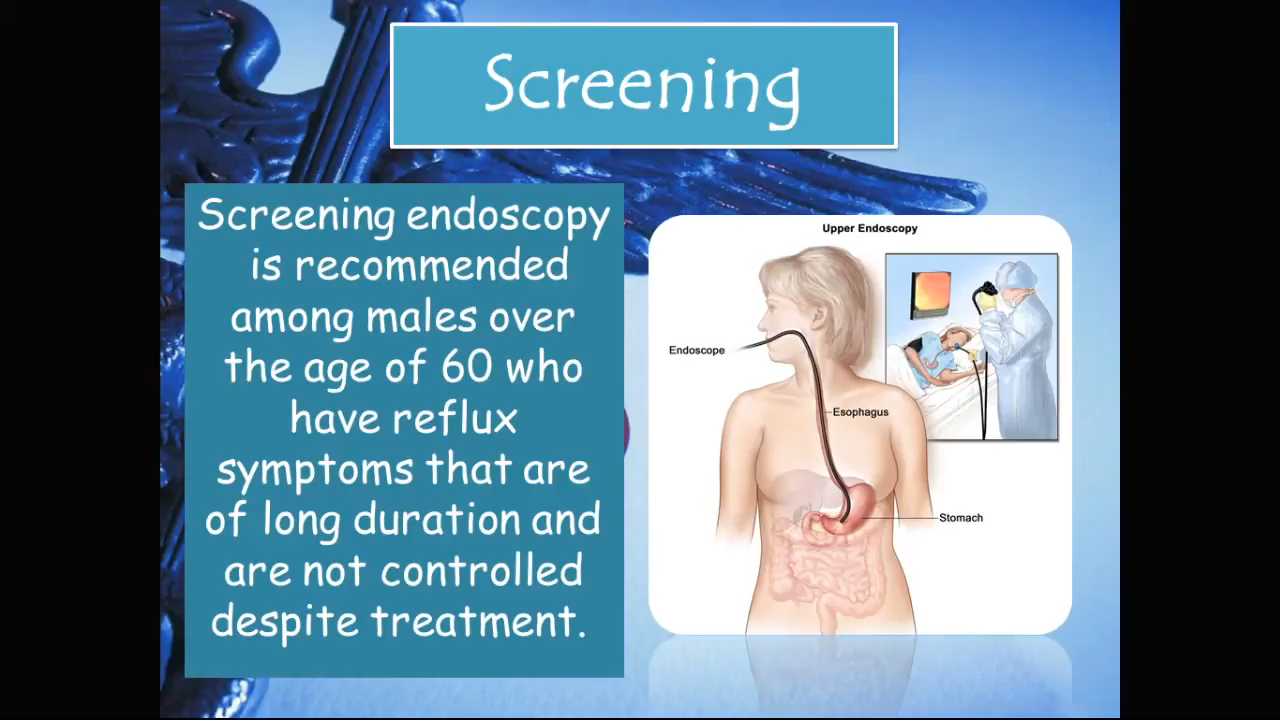 Screening
Screening endoscopy
is recommended
among males over
the age of 60 who
have reflux
symptoms that are
of long duration and
are not controlled
despite treatment.
Upper Endoscopy
Endoscope
Esophagus
Stomach